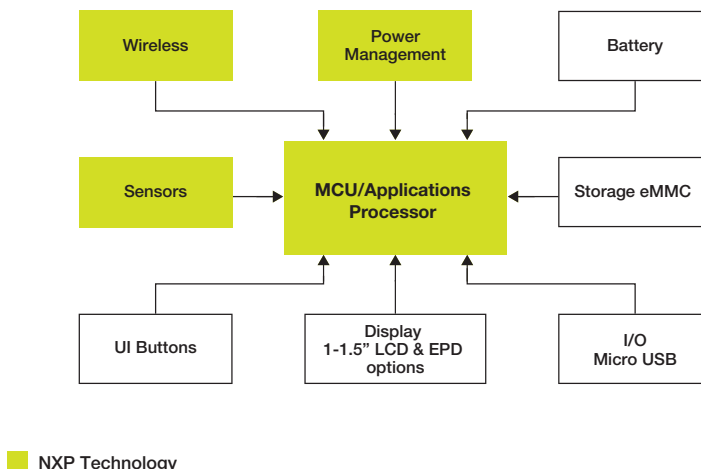 Wireless
Power
Management
Battery
Sensors
MCU/Applications
Processor
Storage eMMC
UI Buttons
Display
1-1.5” LCD & EPD
options
I/O
Micro USB
NXP Technology